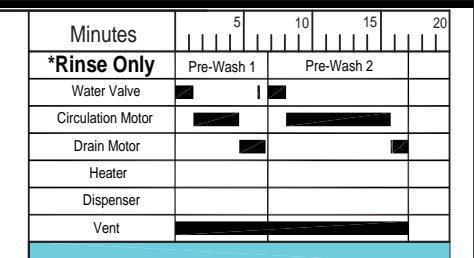 Minutes 5 10 15 20
*Rinse Only Pre-Wash 1 Pre-Wash 2
Water Valve
Circulation Motor
Drain Motor
Heater
Dispenser
Vent